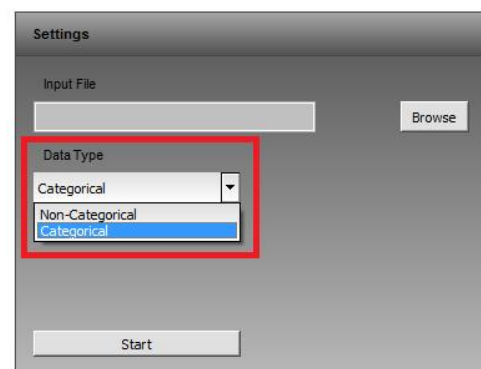 Settings
Input File
Browse
Data Type
Categorical
Non-Categorical
Categorical
Start